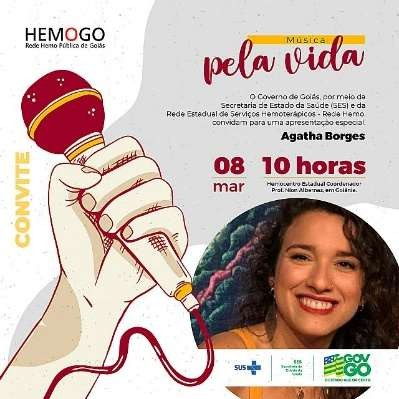 HEMOGO
Rede Hemo Pública de Goiás
Música
pela vida
O Governo de Goiás, por meio de
Secretaria de Estado da Saúde (SES) e da
Rede Estadual de Serviços Hemoterápicos - Rede Hemo,
convidam para uma apresentação especial
Agatha Borges
08
mar
10 horas
Hemocentro Estadual Coordenador
Prof. Nion Albernaz, em Goiânia.
CONVITE
SUS
SES
Secretaria
de Estado da
Saúde
GOV
GO